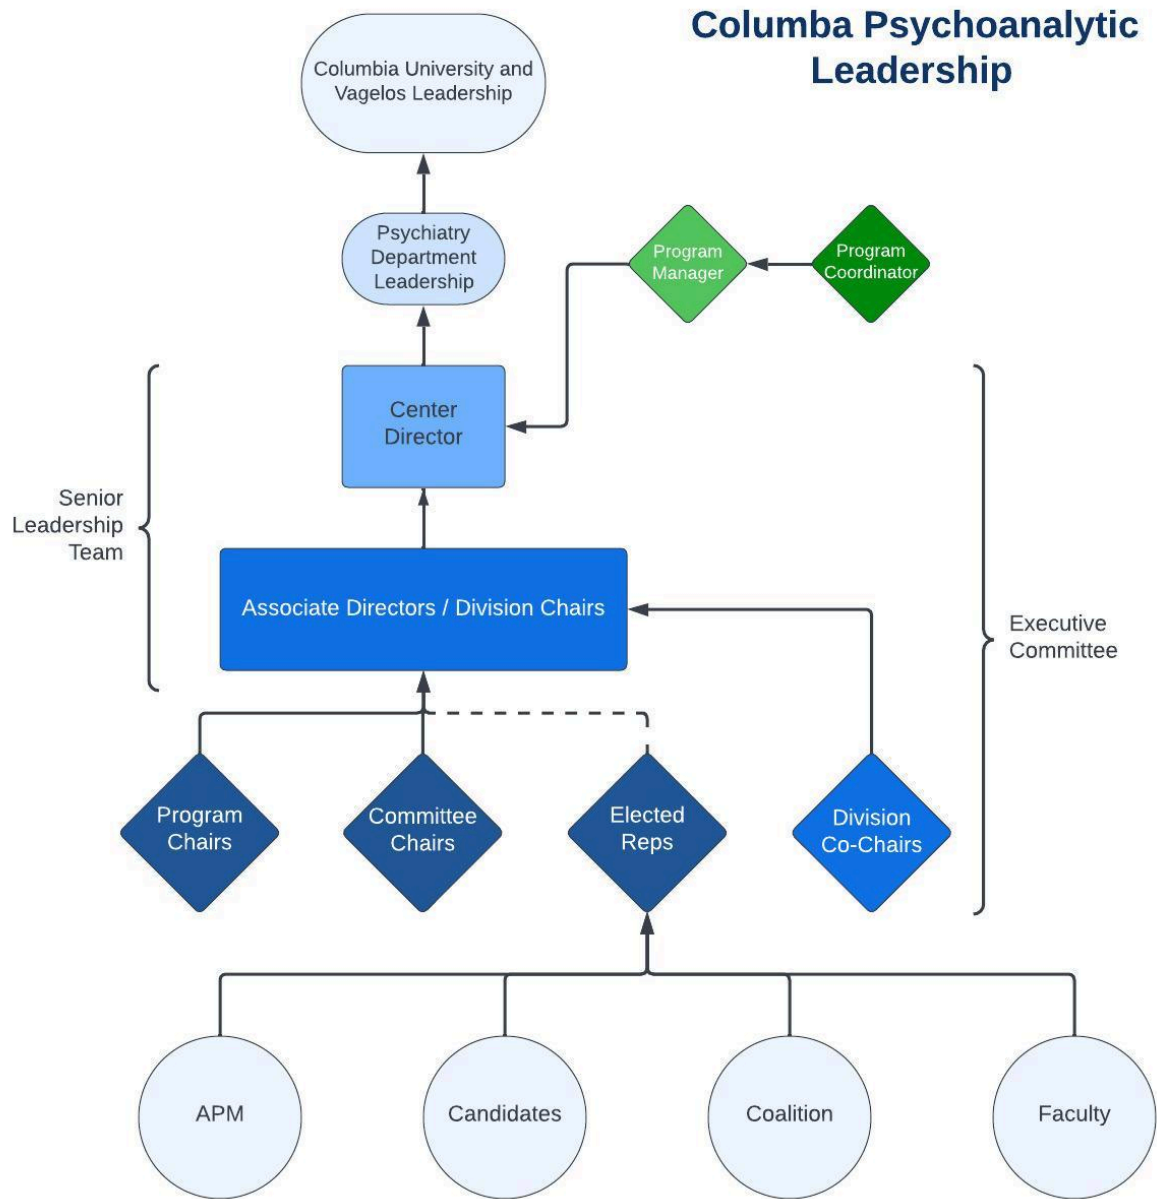 Columba Psychoanalytic
Leadership
Columbia University and
Vagelos Leadership
Psychiatry
Department
Leadership
Program
Manager
Program
Coordinator
Center
Director
Senior
Leadership
Team
Associate Directors / Division Chairs
Executive
Committee
Program
Chairs
Committee
Chairs
Elected
Reps
Division
Co-Chairs
APM
Candidates
Coalition
Faculty